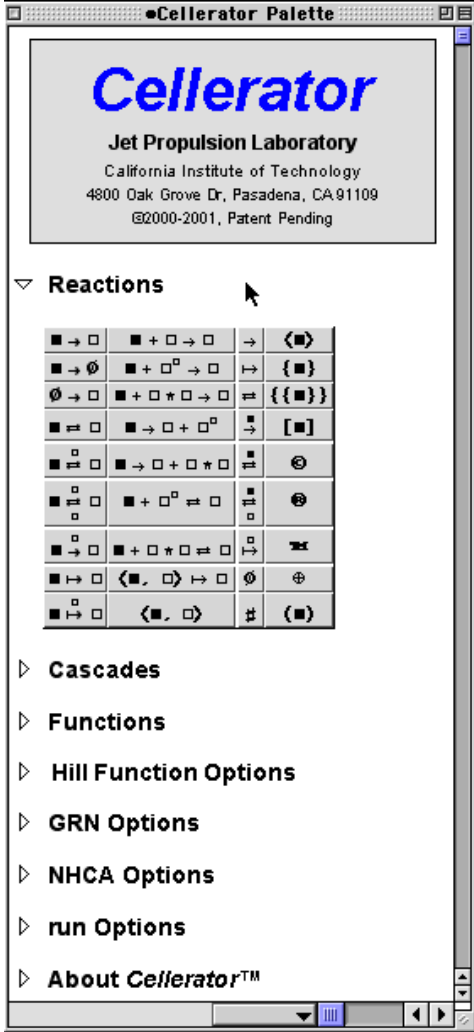 ●Cellerator Palette
Cellerator
Jet Propulsion Laboratory
California Institute of Technology
4800 Oak Grove Dr, Pasadena, CA 91109
©2000-2001, Patent Pending
Reactions
■ → □ ■ + □ → □ → ⟨■⟩
■ → ∅ ■ + □▫ → □ ↦ {■}
∅ → □ ■ + □ * □ → □ ⇄ {{■}}
■ ⇌ □ ■ → □ + □▫ [■]
■ ⇄ □ ■ → □ + □ * □ ©
■ ⇄ □ ■ + □▫ ⇌ □ ®
■ → □ ■ + □ * □ ⇌ □
■ ↦ □ ⟨■, □⟩ ↦ □ ∅ ⊕
■ ↦ □ ⟨■, □⟩ ♯ (■)
Cascades
Functions
Hill Function Options
GRN Options
NHCA Options
run Options
About Cellerator™